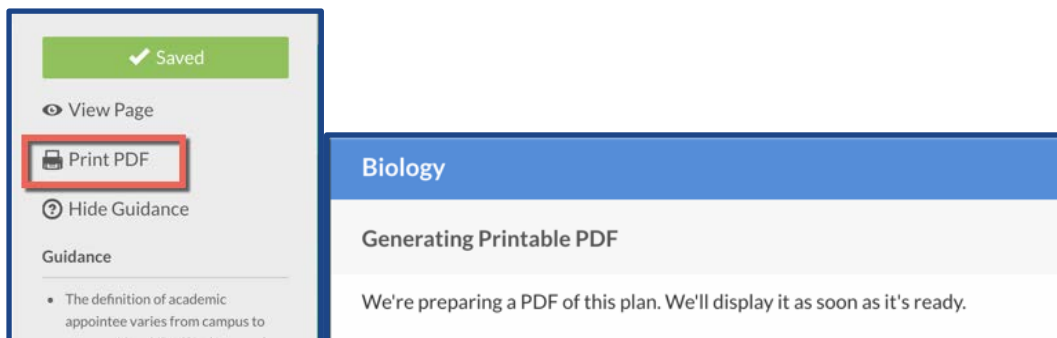 Saved
View Page
Print PDF
Hide Guidance
Guidance
• The definition of academic
appointee varies from campus to
Biology
Generating Printable PDF
We're preparing a PDF of this plan. We'll display it as soon as it's ready.